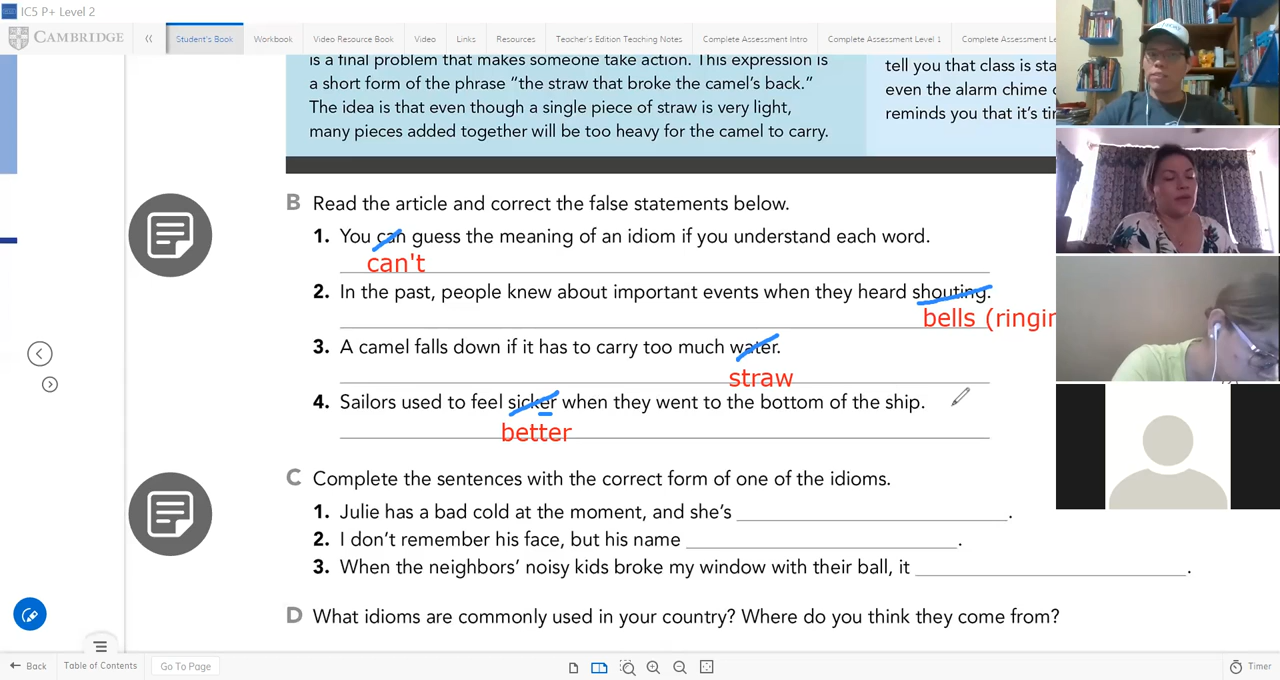 IC5 P+ Level 2
CAMBRIDGE
Student's Book
Workbook
Video Resource Book
Video
Links
Resources
Teacher's Edition Teaching Notes
Complete Assessment Intro
Complete Assessment Level 1
Complete Assessment Le
is a final problem that makes someone take action. This expression is
a short form of the phrase “the straw that broke the camel’s back.”
The idea is that even though a single piece of straw is very light,
many pieces added together will be too heavy for the camel to carry.
tell you that class is sta
even the alarm chime o
reminds you that it’s tin
B Read the article and correct the false statements below.
1. You can guess the meaning of an idiom if you understand each word.
can't
2. In the past, people knew about important events when they heard shouting.
bells (ringin
3. A camel falls down if it has to carry too much water.
straw
4. Sailors used to feel sicker when they went to the bottom of the ship.
better
C Complete the sentences with the correct form of one of the idioms.
1. Julie has a bad cold at the moment, and she’s .
2. I don’t remember his face, but his name .
3. When the neighbors’ noisy kids broke my window with their ball, it .
D What idioms are commonly used in your country? Where do you think they come from?
Back
Table of Contents
Go To Page
Timer